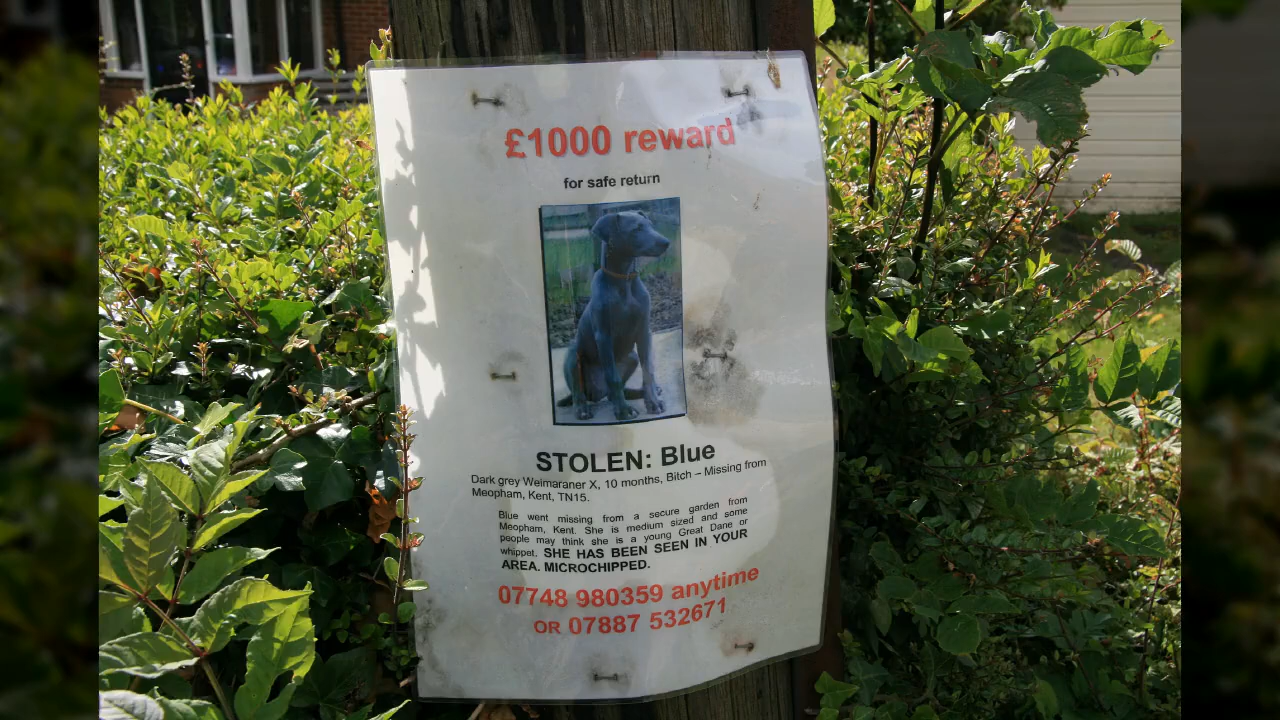 £1000 reward
for safe return
STOLEN: Blue
Dark grey Weimaraner X, 10 months, Bitch – Missing from
Meopham, Kent, TN15.
Blue went missing from a secure garden from
Meopham, Kent. She is medium sized and some
people may think she is a young Great Dane or
whippet. SHE HAS BEEN SEEN IN YOUR
AREA. MICROCHIPPED.
07748 980359 anytime
OR 07887 532671